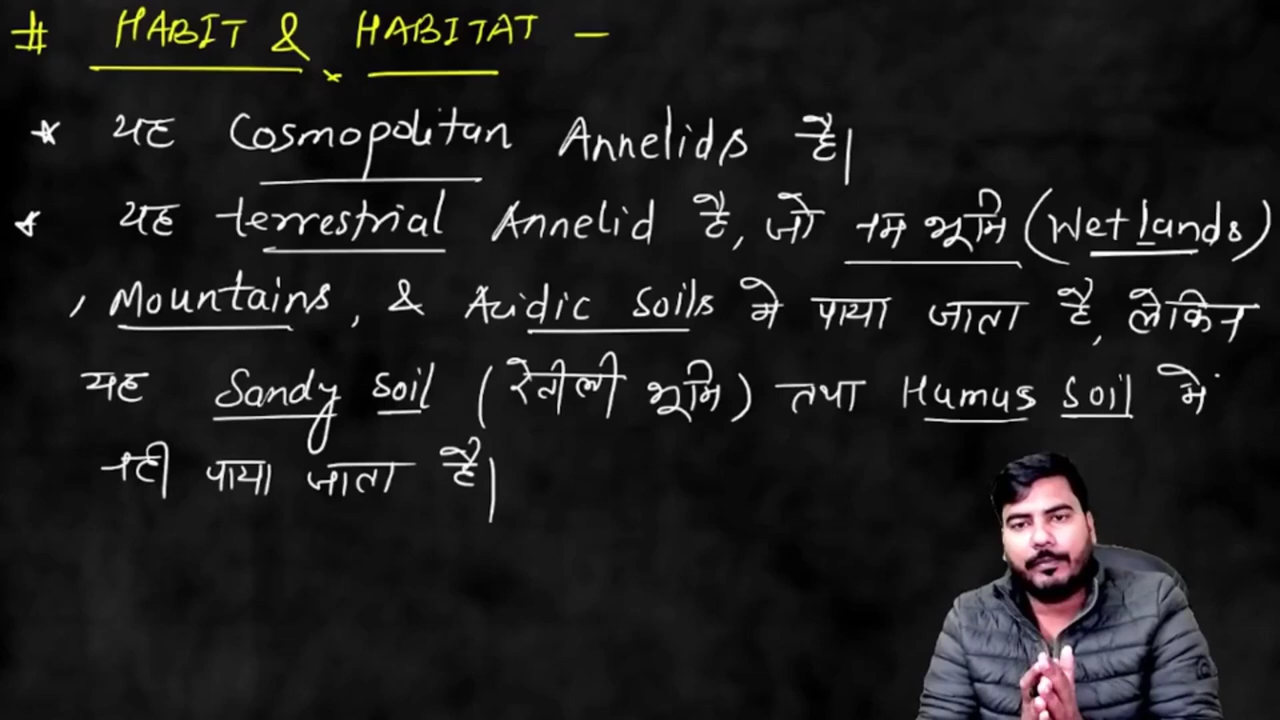 # HABIT & HABITAT –
* यह Cosmopolitan Annelids है।
* यह terrestrial Annelid है, जो नम भूमि (Wetlands)
, Mountains, & Acidic Soils मे पाया जाता है, लेकिन
यह Sandy Soil (रेतीली भूमि) तथा Humus Soil में
नही पाया जाता है।